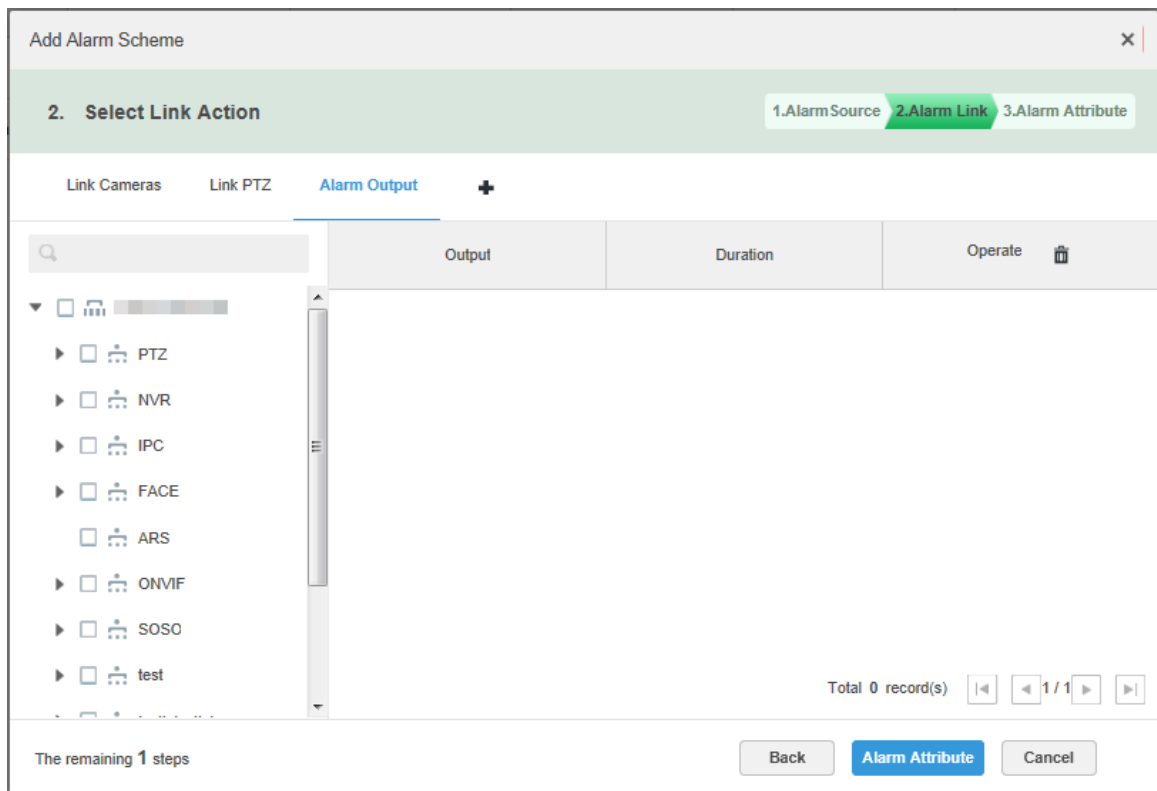 Add Alarm Scheme
2. Select Link Action
1.AlarmSource 2.Alarm Link 3.Alarm Attribute
Link Cameras Link PTZ Alarm Output
Output Duration Operate
PTZ
NVR
IPC
FACE
ARS
ONVIF
SOSO
test
Total 0 record(s) 1 / 1
The remaining 1 steps Back Alarm Attribute Cancel